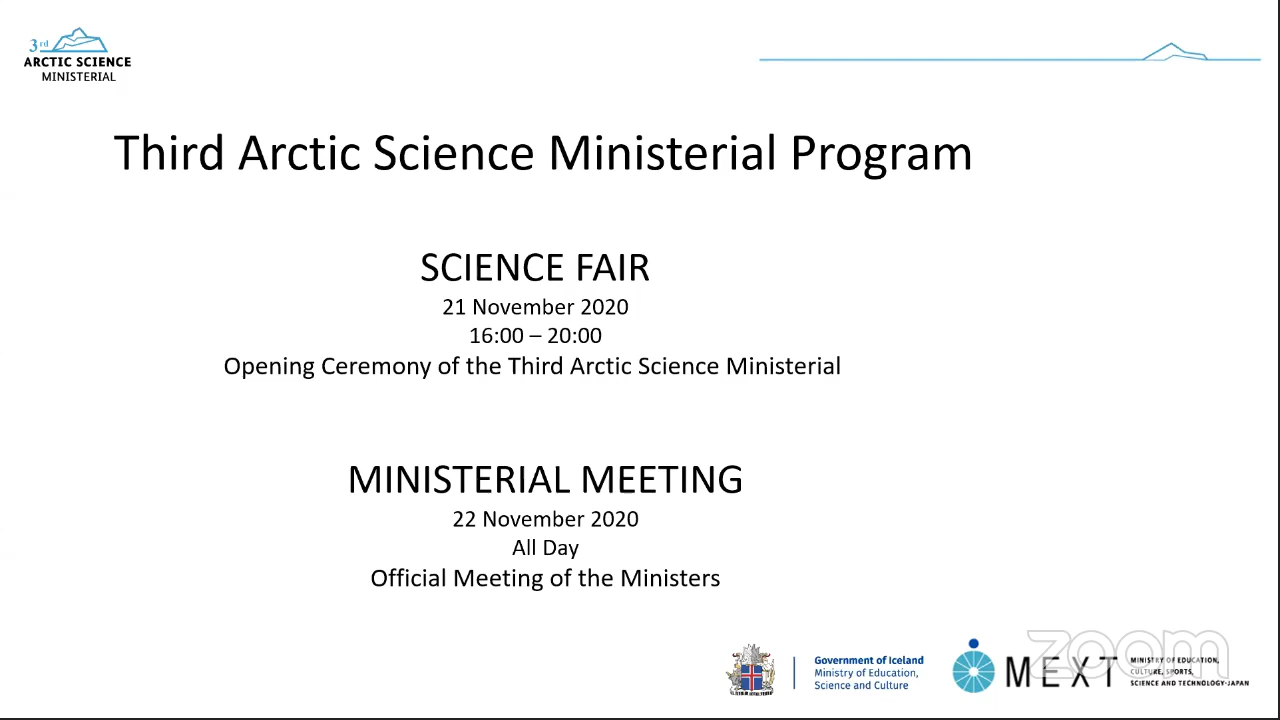 3rd
ARCTIC SCIENCE
MINISTERIAL
Third Arctic Science Ministerial Program
SCIENCE FAIR
21 November 2020
16:00 – 20:00
Opening Ceremony of the Third Arctic Science Ministerial
MINISTERIAL MEETING
22 November 2020
All Day
Official Meeting of the Ministers
Government of Iceland
Ministry of Education,
Science and Culture
MEXT
MINISTRY OF EDUCATION,
CULTURE, SPORTS,
SCIENCE AND TECHNOLOGY-JAPAN
zoom